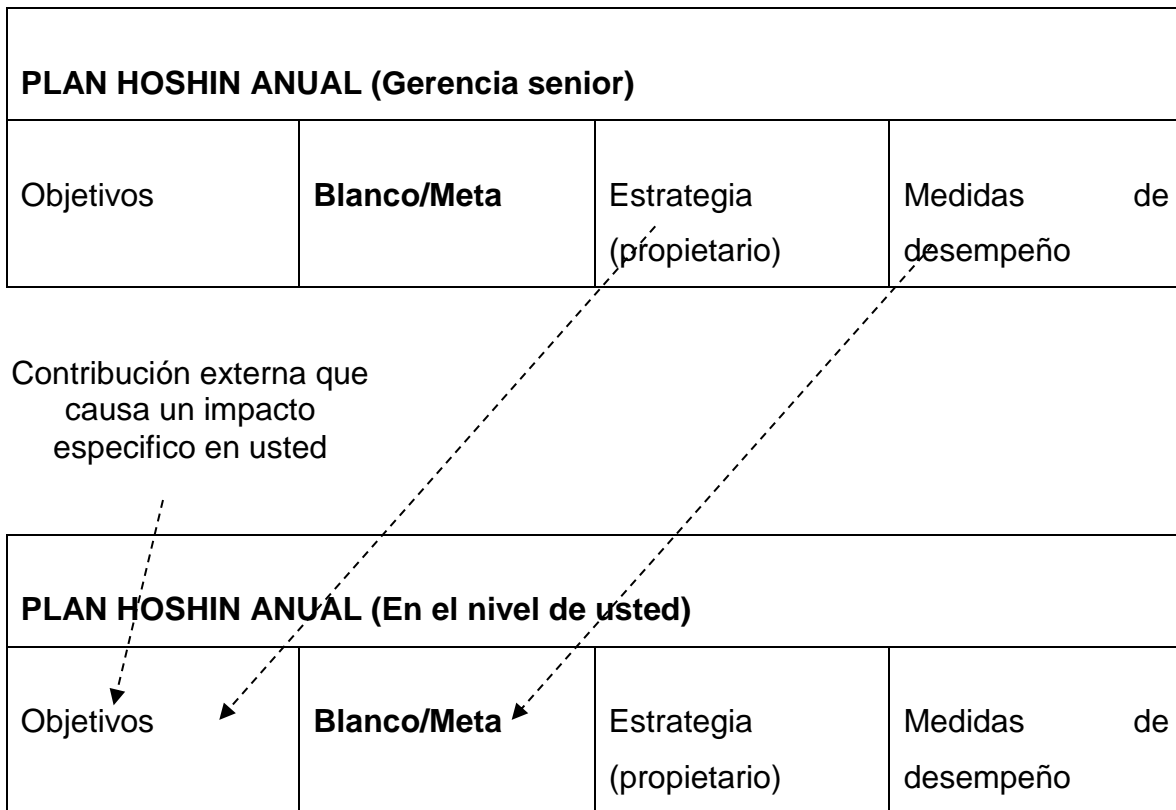 PLAN HOSHIN ANUAL (Gerencia senior)
Objetivos
Blanco/Meta
Estrategia
(propietario)
Medidas de
desempeño
Contribución externa que
causa un impacto
especifico en usted
PLAN HOSHIN ANUAL (En el nivel de usted)
Objetivos
Blanco/Meta
Estrategia
(propietario)
Medidas de
desempeño